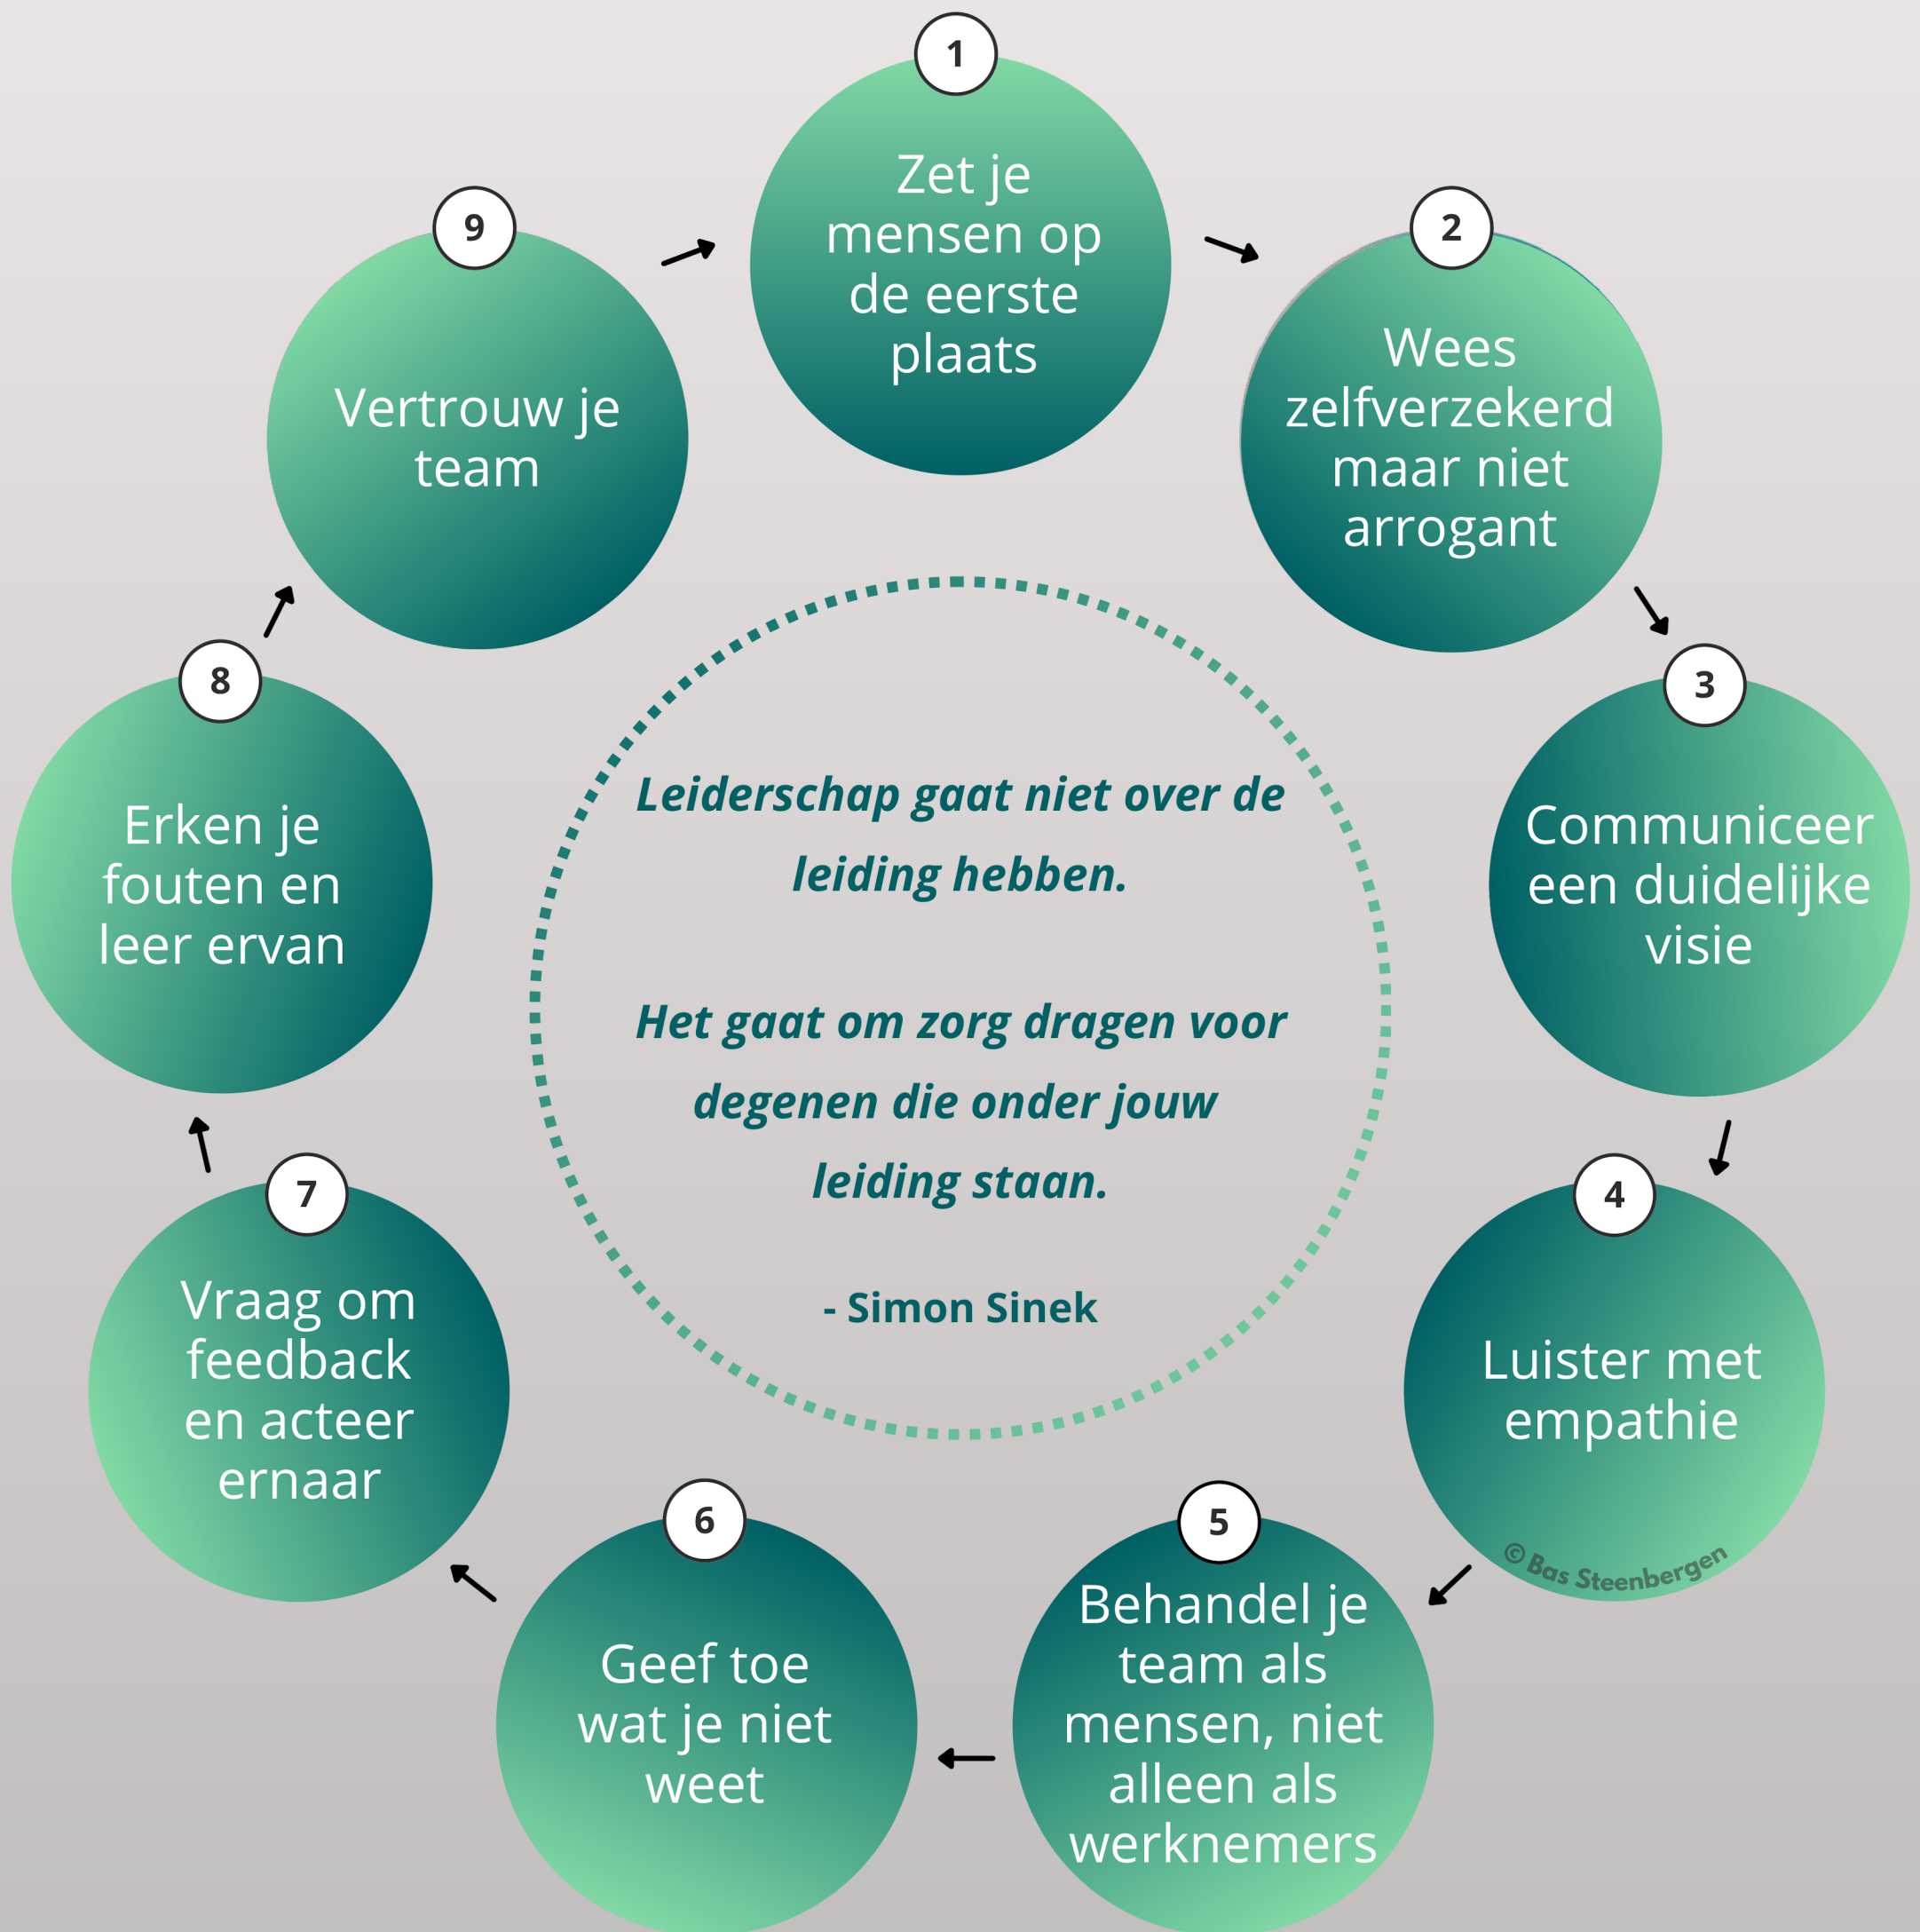 1
Zet je
mensen op
de eerste
plaats
2
Wees
zelfverzekerd
maar niet
arrogant
3
Communiceer
een duidelijke
visie
4
Luister met
empathie
© Bas Steenbergen
5
Behandel je
team als
mensen, niet
alleen als
werknemers
6
Geef toe
wat je niet
weet
7
Vraag om
feedback
en acteer
ernaar
8
Erken je
fouten en
leer ervan
9
Vertrouw je
team
Leiderschap gaat niet over de
leiding hebben.
Het gaat om zorg dragen voor
degenen die onder jouw
leiding staan.
- Simon Sinek